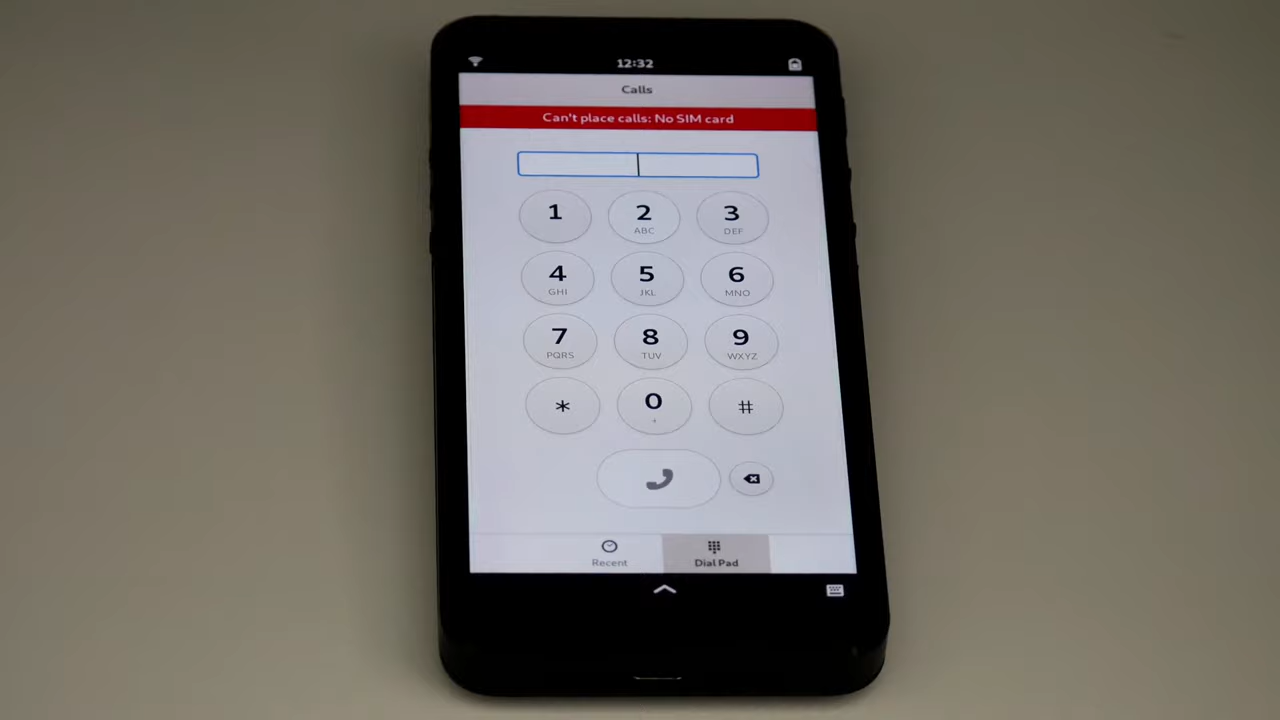 12:32
Calls
Can't place calls: No SIM card
1 2 3
ABC DEF
4 5 6
GHI JKL MNO
7 8 9
PQRS TUV WXYZ
* 0 #
+
Recent Dial Pad